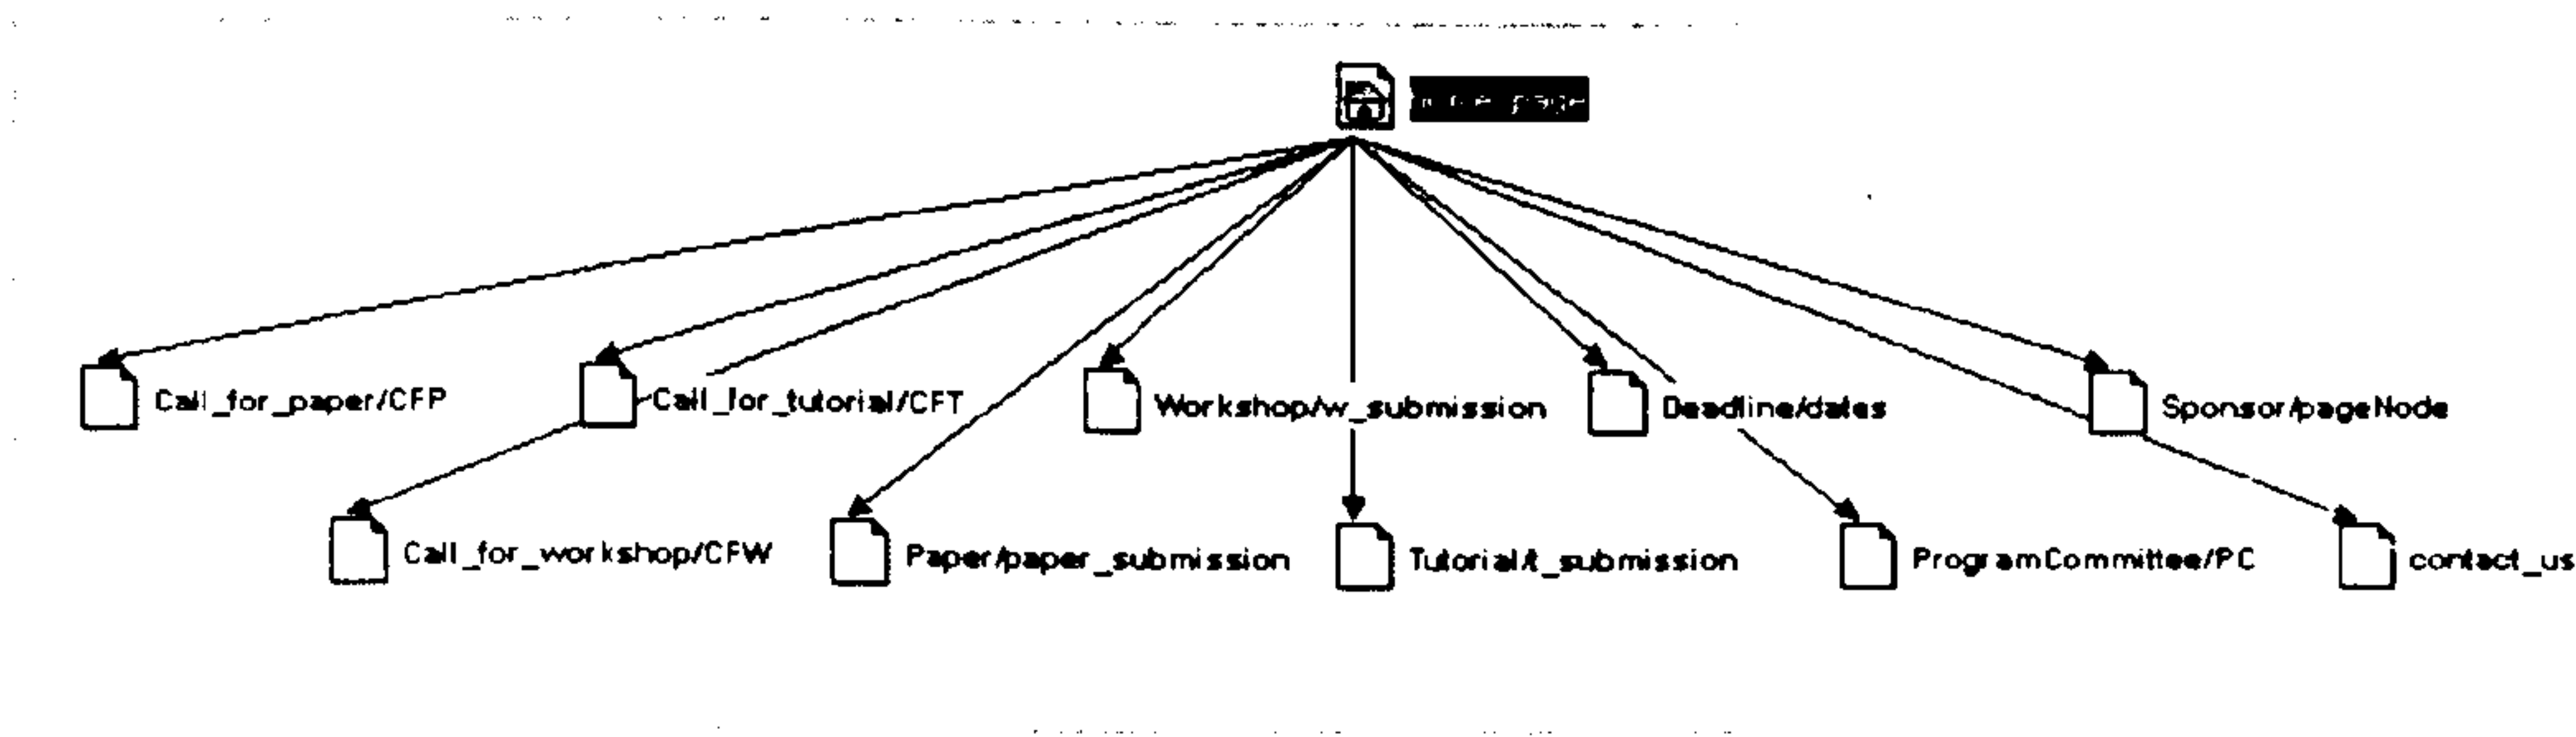 page
Call_for_paper/CFP
Call_for_tutorial/CFT
Workshop/w_submission
Deadline/dates
Sponsor/pageNode
Call_for_workshop/CFW
Paper/paper_submission
Tutorial/t_submission
ProgramCommittee/PC
contact_us